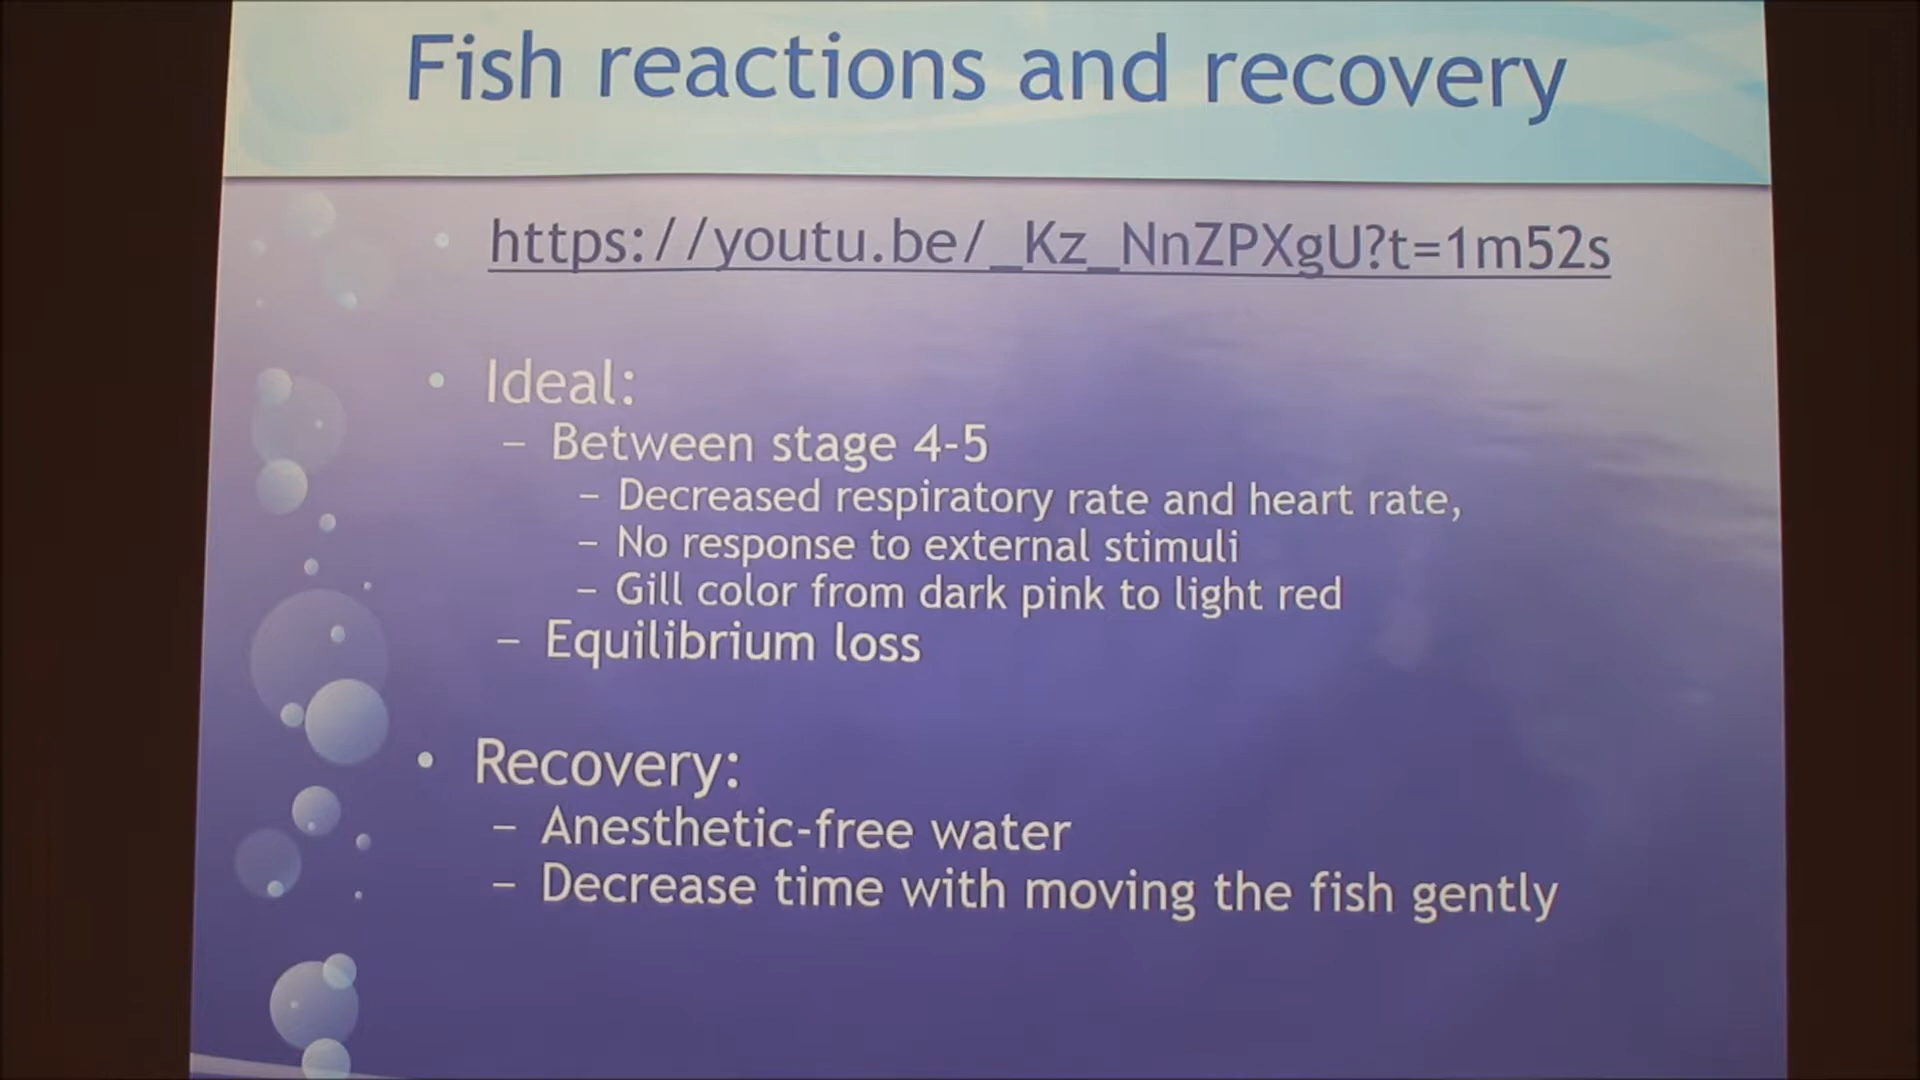 Fish reactions and recovery
• https://youtu.be/_Kz_NnZPXgU?t=1m52s
• Ideal:
– Between stage 4-5
– Decreased respiratory rate and heart rate,
– No response to external stimuli
– Gill color from dark pink to light red
– Equilibrium loss
• Recovery:
– Anesthetic-free water
– Decrease time with moving the fish gently